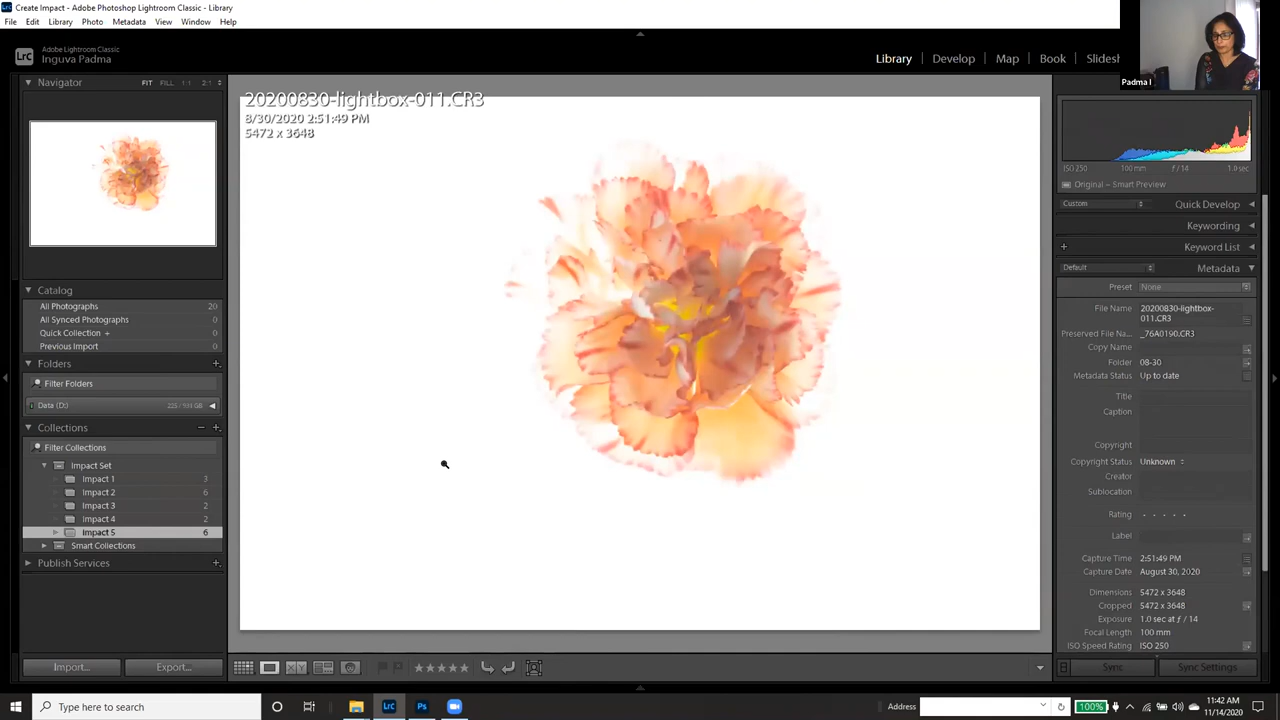 Create Impact - Adobe Photoshop Lightroom Classic - Library
File Edit Library Photo Metadata View Window Help
Padma I
Adobe Lightroom Classic
Inguva Padma
Library Develop Map Book Slidesh
Navigator FIT FILL 1:1 2:1
Catalog
All Photographs 20
All Synced Photographs 0
Quick Collection + 0
Previous Import 0
Folders
Filter Folders
Data (D:) 225 / 931 GB
Collections
Filter Collections
Impact Set
Impact 1 3
Impact 2 6
Impact 3 2
Impact 4 2
Impact 5 6
Smart Collections
Publish Services
Import... Export...
20200830-lightbox-011.CR3
8/30/2020 2:51:49 PM
5472 x 3648
ISO 250 100 mm f / 14 1.0 sec
Original - Smart Preview
Custom Quick Develop
Keywording
Keyword List
Default Metadata
Preset None
File Name 20200830-lightbox-
011.CR3
Preserved File Na... _76A0190.CR3
Copy Name
Folder 08-30
Metadata Status Up to date
Title
Caption
Copyright
Copyright Status Unknown
Creator
Sublocation
Rating
Label
Capture Time 2:51:49 PM
Capture Date August 30, 2020
Dimensions 5472 x 3648
Cropped 5472 x 3648
Exposure 1.0 sec at f / 14
Focal Length 100 mm
ISO Speed Rating ISO 250
Sync Sync Settings
Type here to search
LrC Ps
Address
100%
11:42 AM
11/14/2020